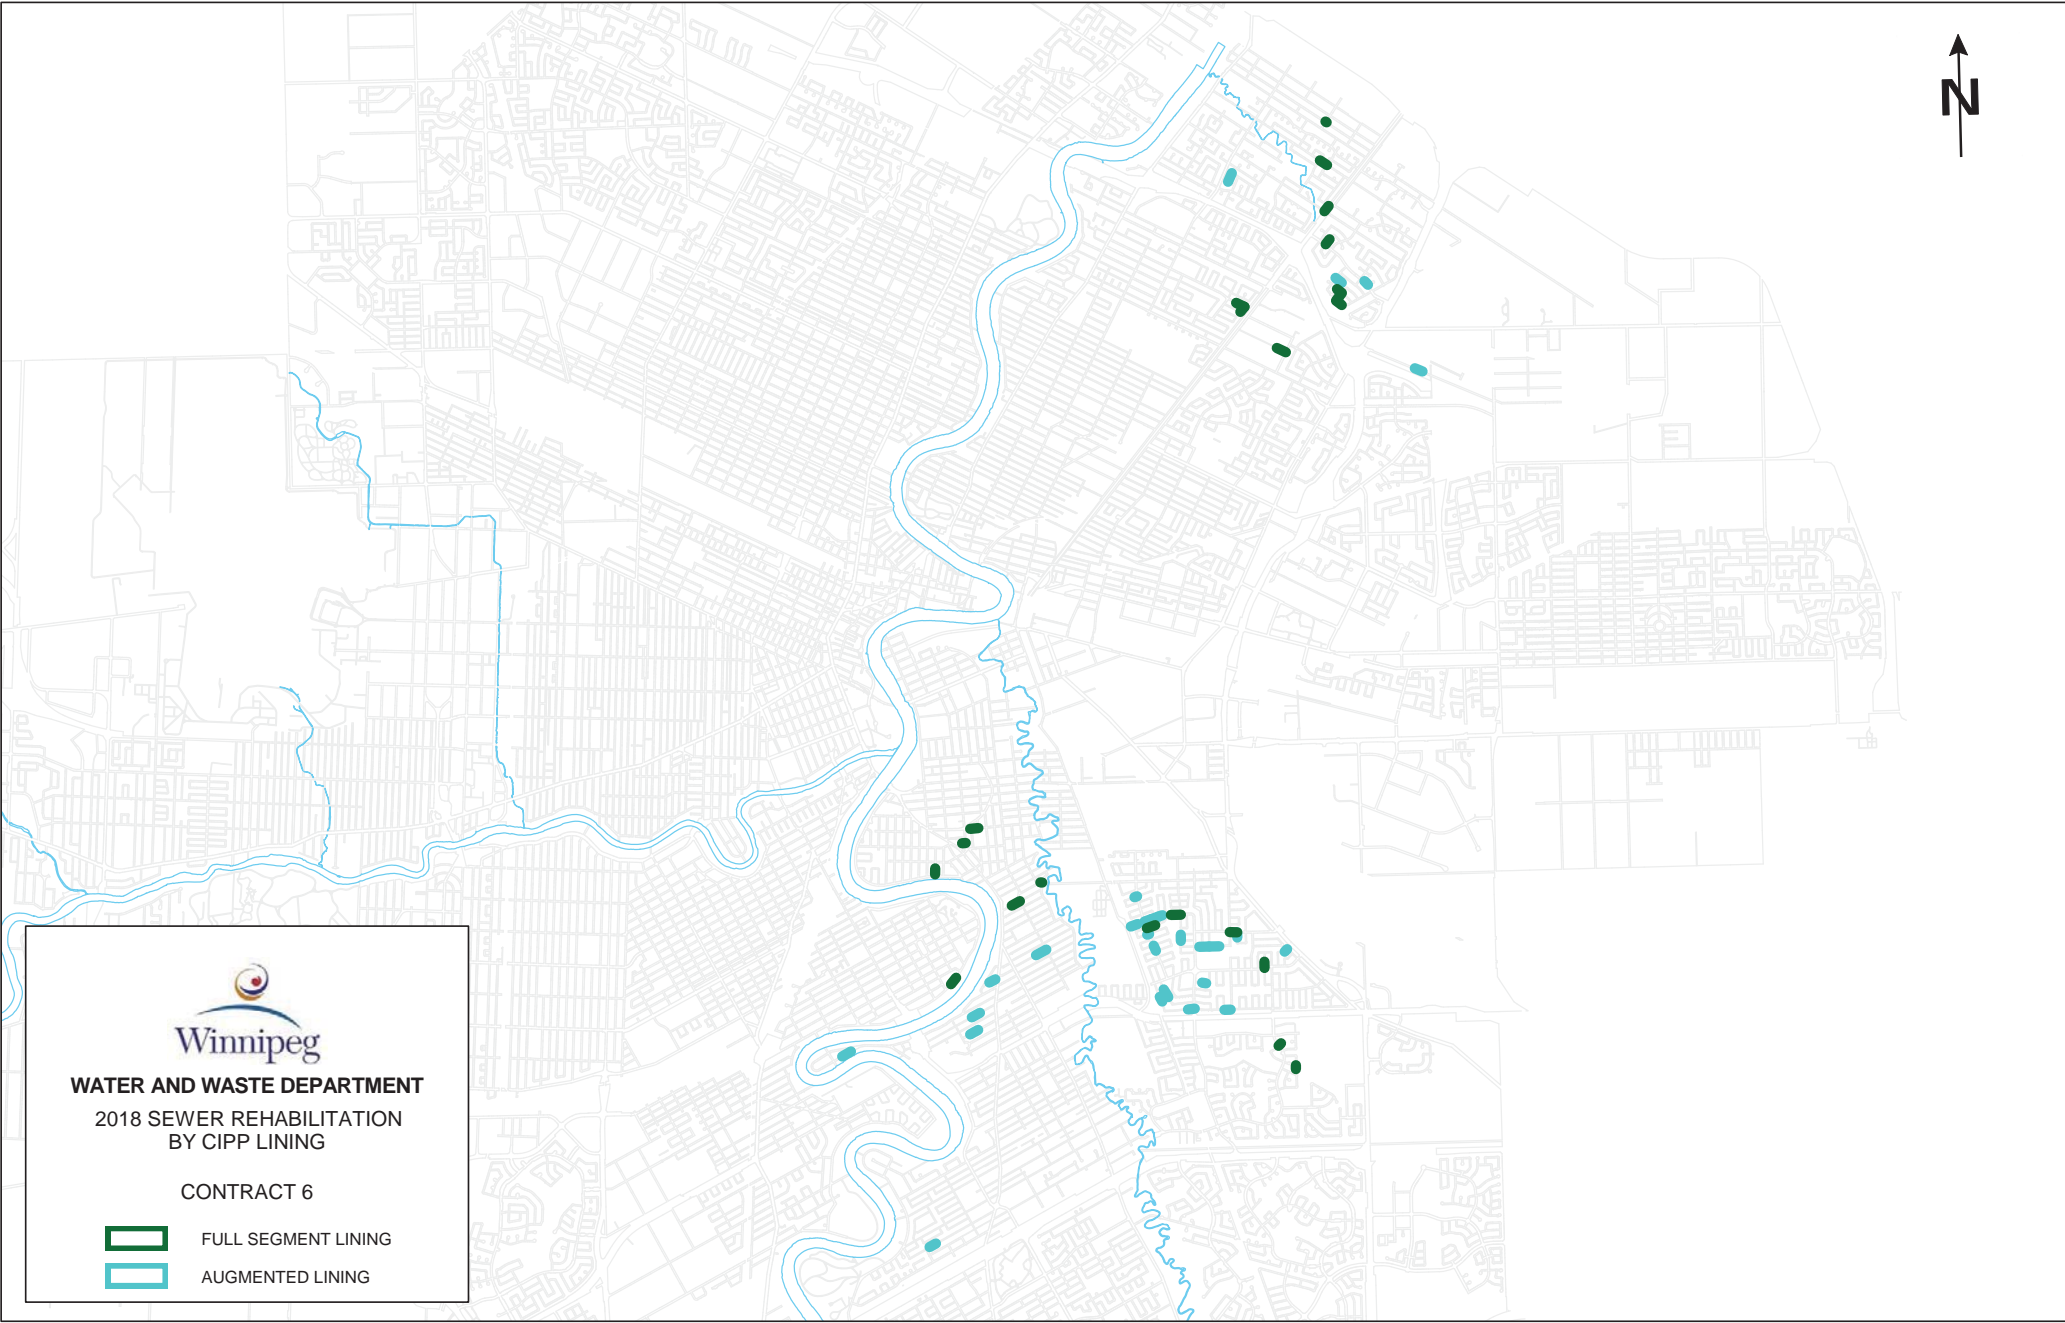 N
Winnipeg
WATER AND WASTE DEPARTMENT
2018 SEWER REHABILITATION
BY CIPP LINING
CONTRACT 6
FULL SEGMENT LINING
AUGMENTED LINING